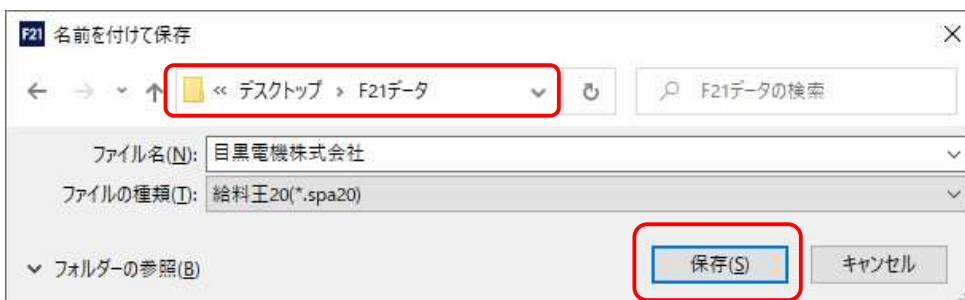 F21 名前を付けて保存
« デスクトップ › F21データ F21データの検索
ファイル名(N): 目黒電機株式会社
ファイルの種類(T): 給料王20(*.spa20)
フォルダーの参照(B) 保存(S) キャンセル